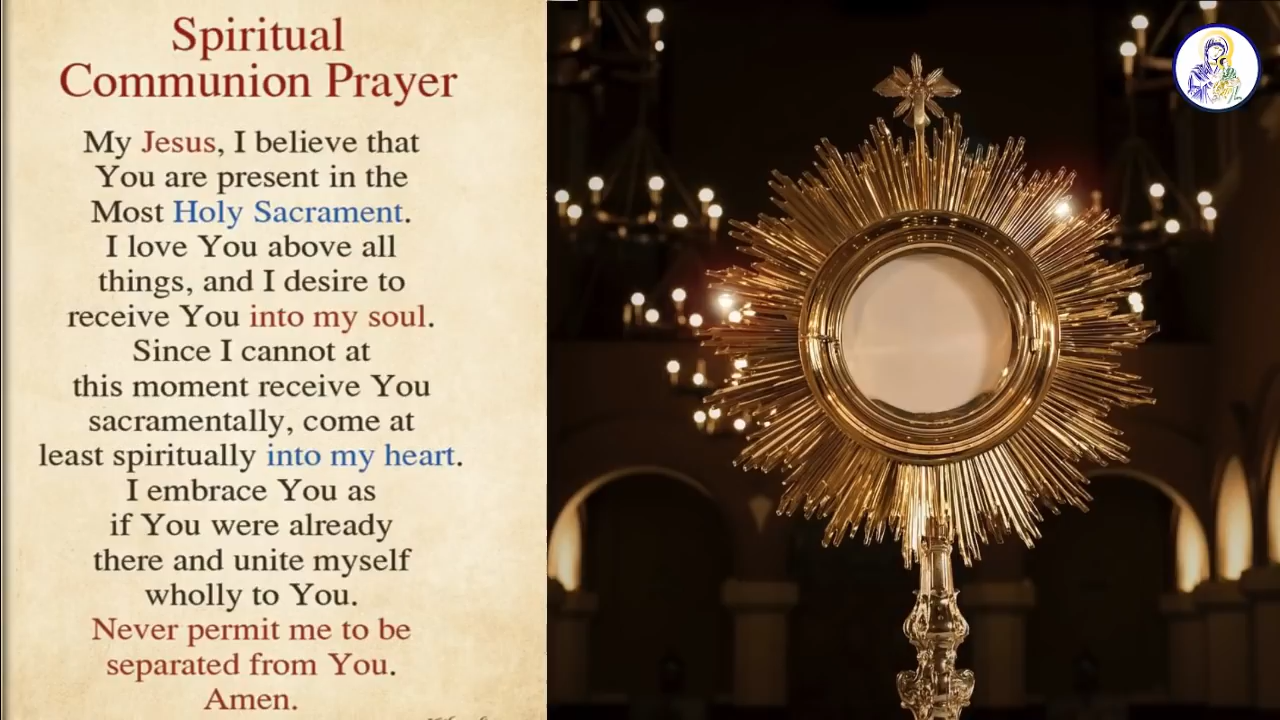 Spiritual
Communion Prayer
My Jesus, I believe that
You are present in the
Most Holy Sacrament.
I love You above all
things, and I desire to
receive You into my soul.
Since I cannot at
this moment receive You
sacramentally, come at
least spiritually into my heart.
I embrace You as
if You were already
there and unite myself
wholly to You.
Never permit me to be
separated from You.
Amen.